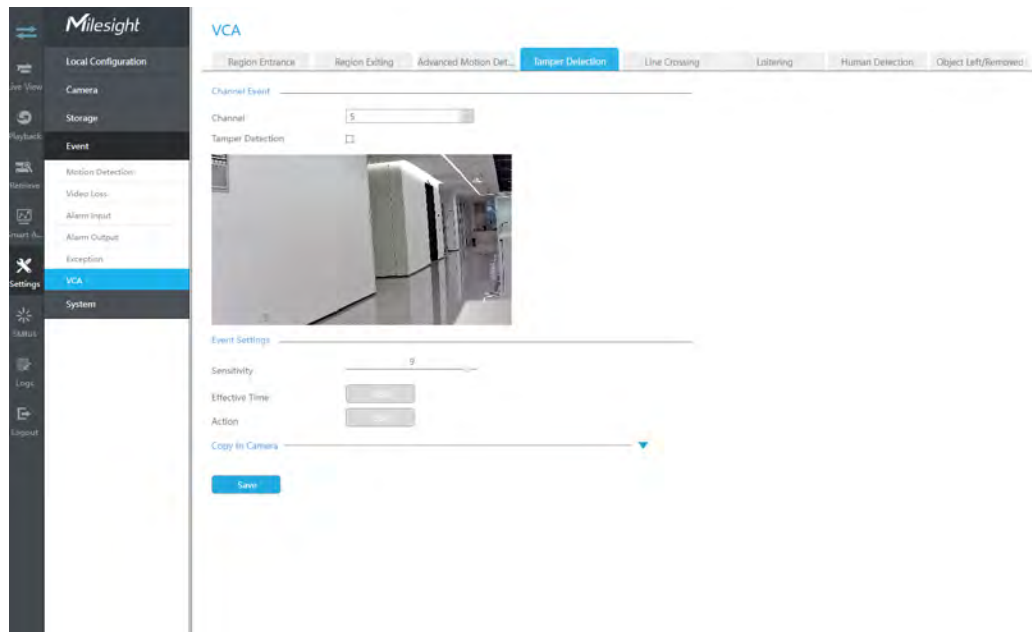 Milesight
Live View
Playback
Retrieve
Smart A...
Settings
Status
Logs
Logout
Local Configuration
Camera
Storage
Event
Motion Detection
Video Loss
Alarm Input
Alarm Output
Exception
VCA
System
VCA
Region Entrance
Region Exiting
Advanced Motion Det...
Tamper Detection
Line Crossing
Loitering
Human Detection
Object Left/Removed
Channel Event
Channel
5
Tamper Detection
Event Settings
Sensitivity
9
Effective Time
Action
Copy to Camera
Save